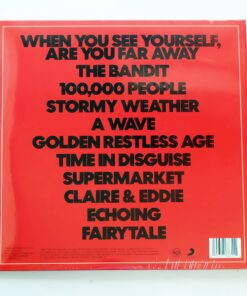 WHEN YOU SEE YOURSELF,
ARE YOU FAR AWAY
THE BANDIT
100,000 PEOPLE
STORMY WEATHER
A WAVE
GOLDEN RESTLESS AGE
TIME IN DISGUISE
SUPERMARKET
CLAIRE & EDDIE
ECHOING
FAIRYTALE